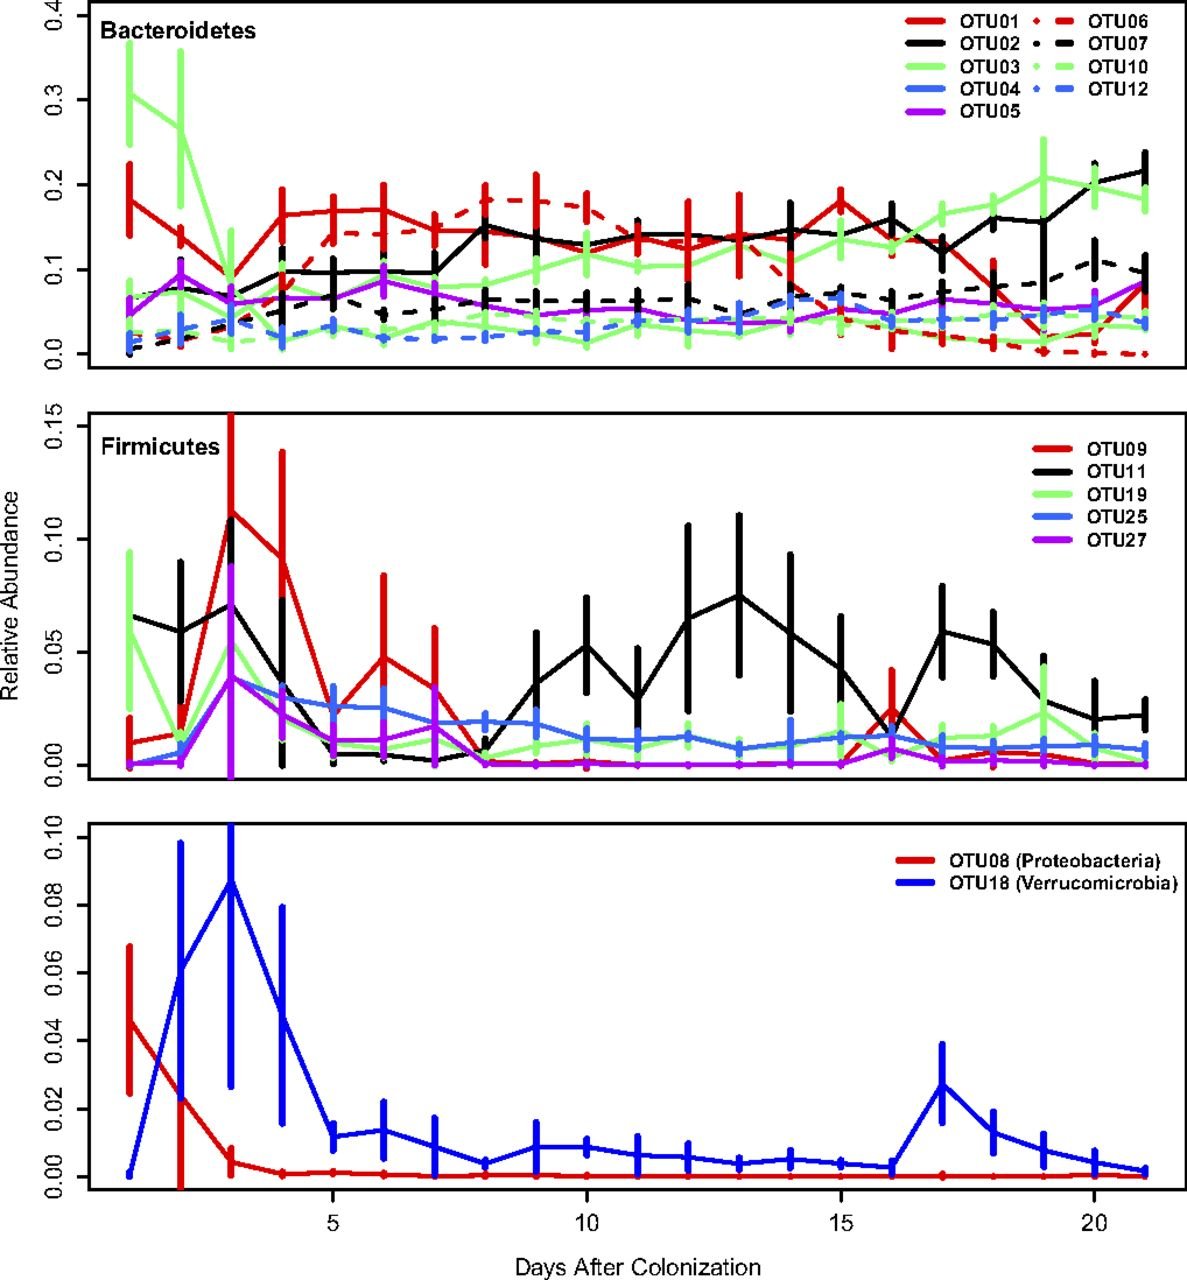 Bacteroidetes
OTU01 OTU06
OTU02 OTU07
OTU03 OTU10
OTU04 OTU12
OTU05
0.4
0.3
0.2
0.1
0.0
Firmicutes
OTU09
OTU11
OTU19
OTU25
OTU27
0.15
0.10
0.05
0.00
Relative Abundance
OTU08 (Proteobacteria)
OTU18 (Verrucomicrobia)
0.10
0.08
0.06
0.04
0.02
0.00
5 10 15 20
Days After Colonization